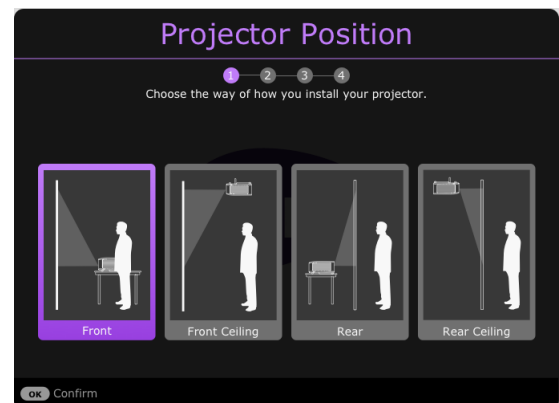 Projector Position
1 2 3 4
Choose the way of how you install your projector.
Front
Front Ceiling
Rear
Rear Ceiling
OK Confirm